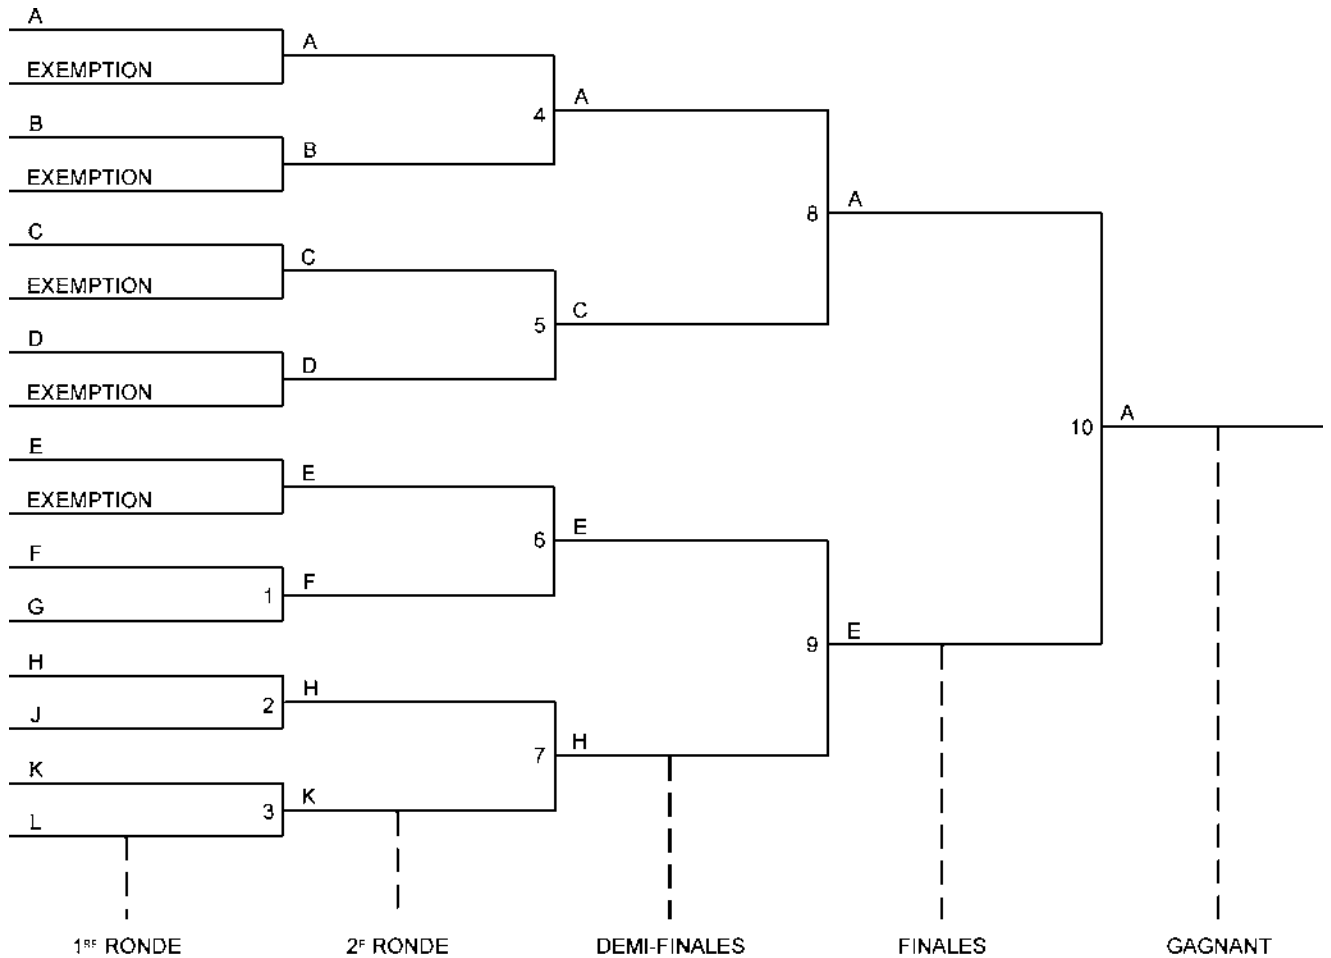 A
EXEMPTION
B
EXEMPTION
C
EXEMPTION
D
EXEMPTION
E
EXEMPTION
F
G
1
H
J
2
K
L
3
A
B
4
C
D
5
E
F
6
H
K
7
A
C
8
E
H
9
A
E
10
A
1RE RONDE
2E RONDE
DEMI-FINALES
FINALES
GAGNANT